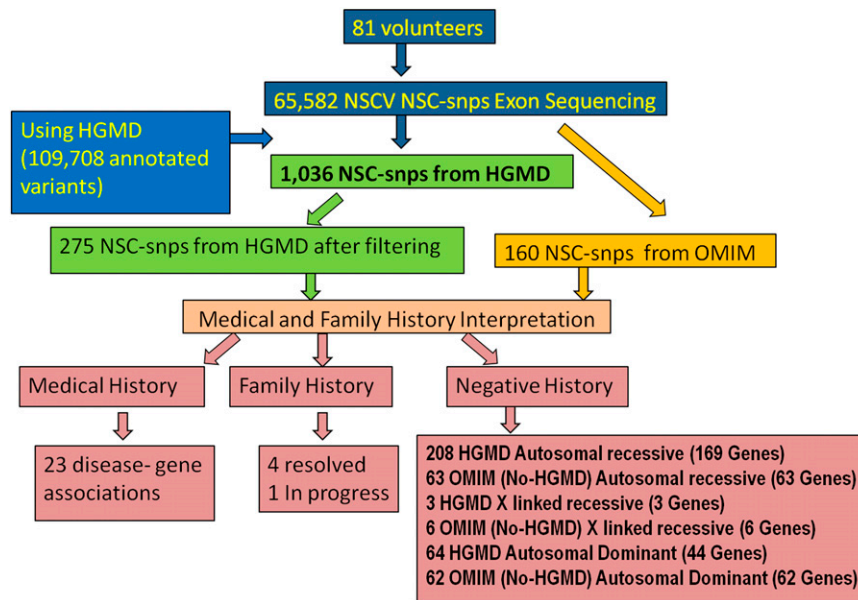 81 volunteers
65,582 NSCV NSC-snps Exon Sequencing
Using HGMD
(109,708 annotated
variants)
1,036 NSC-snps from HGMD
275 NSC-snps from HGMD after filtering
160 NSC-snps from OMIM
Medical and Family History Interpretation
Medical History
Family History
Negative History
23 disease- gene
associations
4 resolved
1 In progress
208 HGMD Autosomal recessive (169 Genes)
63 OMIM (No-HGMD) Autosomal recessive (63 Genes)
3 HGMD X linked recessive (3 Genes)
6 OMIM (No-HGMD) X linked recessive (6 Genes)
64 HGMD Autosomal Dominant (44 Genes)
62 OMIM (No-HGMD) Autosomal Dominant (62 Genes)